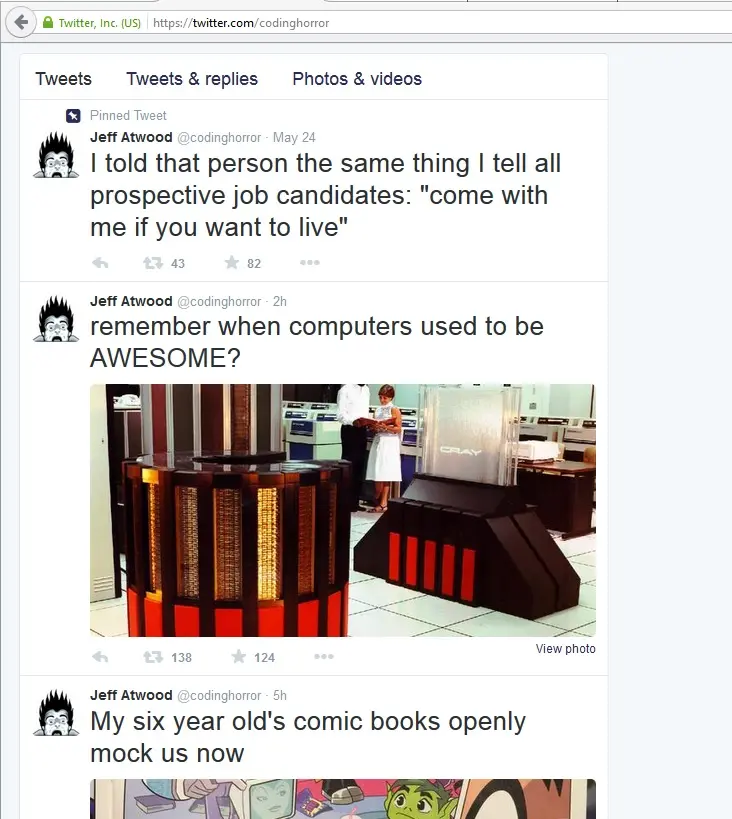 Twitter, Inc. (US) https://twitter.com/codinghorror
Tweets Tweets & replies Photos & videos
Pinned Tweet
Jeff Atwood @codinghorror · May 24
I told that person the same thing I tell all
prospective job candidates: "come with
me if you want to live"
43 82
Jeff Atwood @codinghorror · 2h
remember when computers used to be
AWESOME?
CRAY
View photo
138 124
Jeff Atwood @codinghorror · 5h
My six year old's comic books openly
mock us now